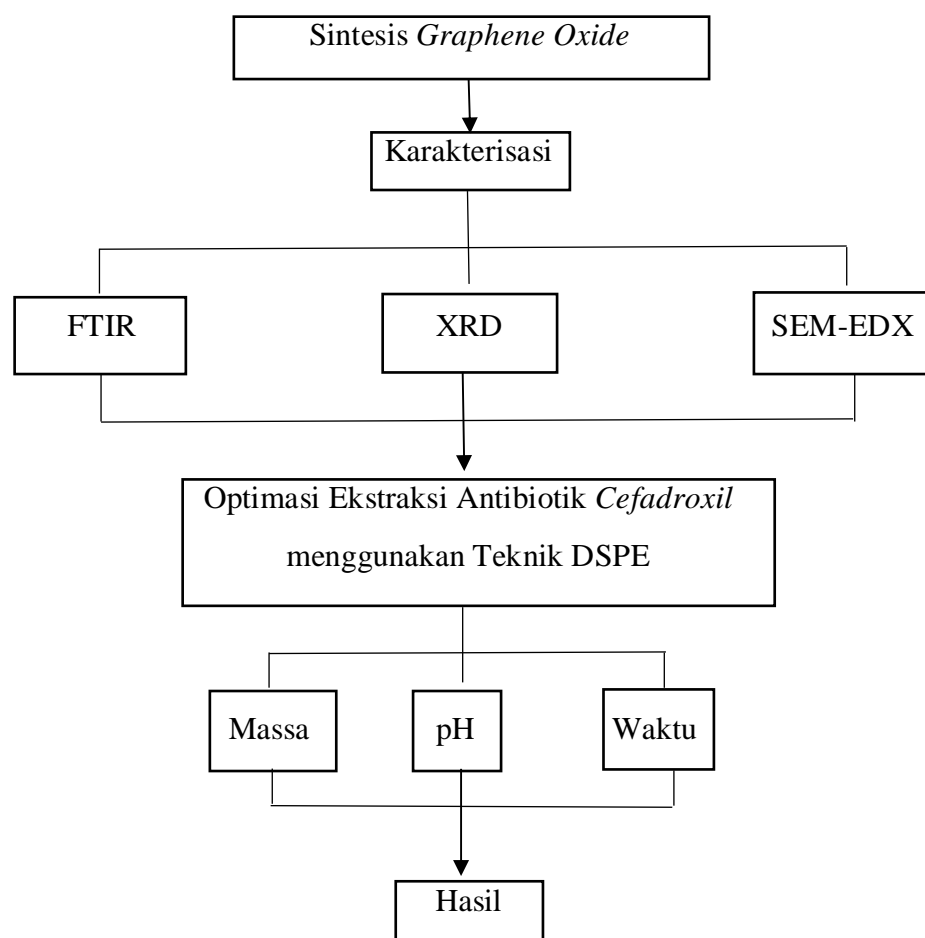 Sintesis Graphene Oxide
Karakterisasi
FTIR
XRD
SEM-EDX
Optimasi Ekstraksi Antibiotik Cefadroxil
menggunakan Teknik DSPE
Massa
pH
Waktu
Hasil